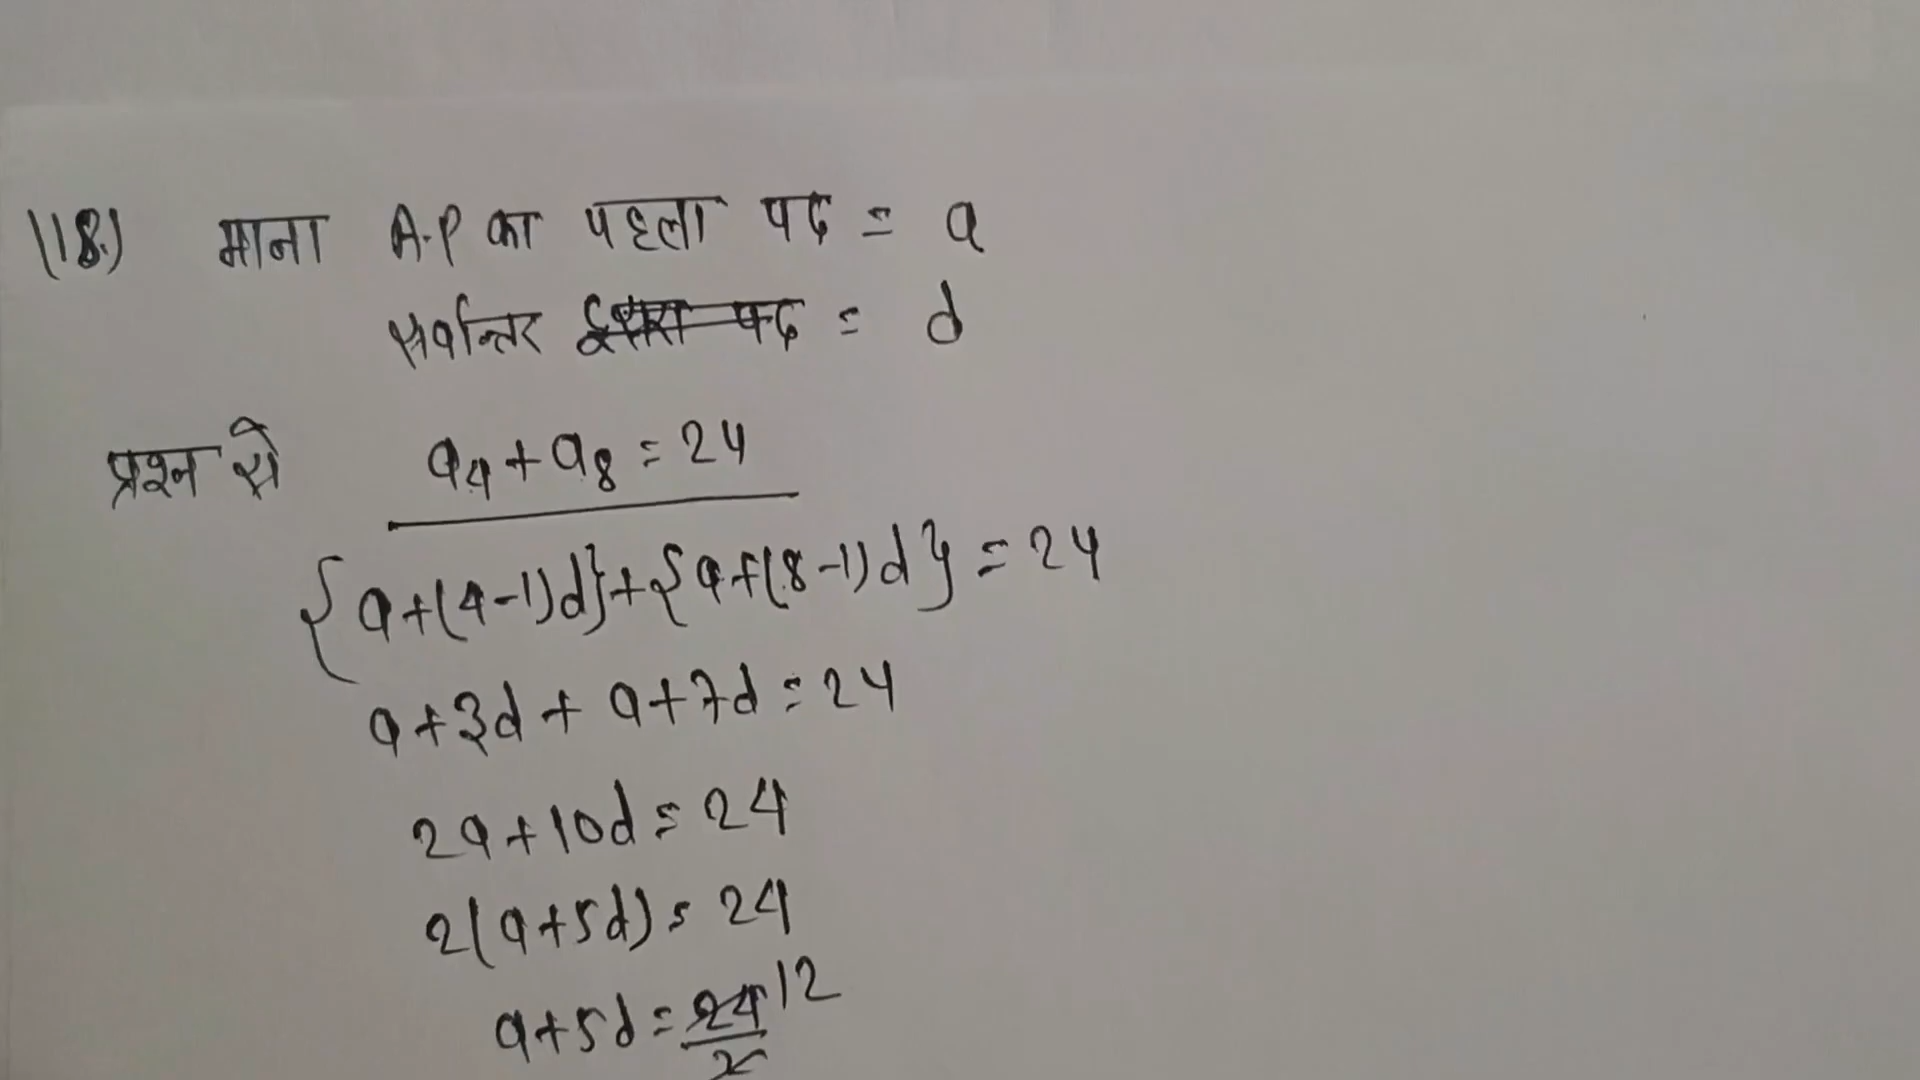 (18.) माना A.P का पहला पद = a
सर्वान्तर दूसरा पद = d
प्रश्न से a₄ + a₈ = 24
{a+(4-1)d}+{a+(8-1)d} = 24
a+3d + a+7d = 24
2a+10d = 24
2(a+5d) = 24
a+5d = 24/2 12